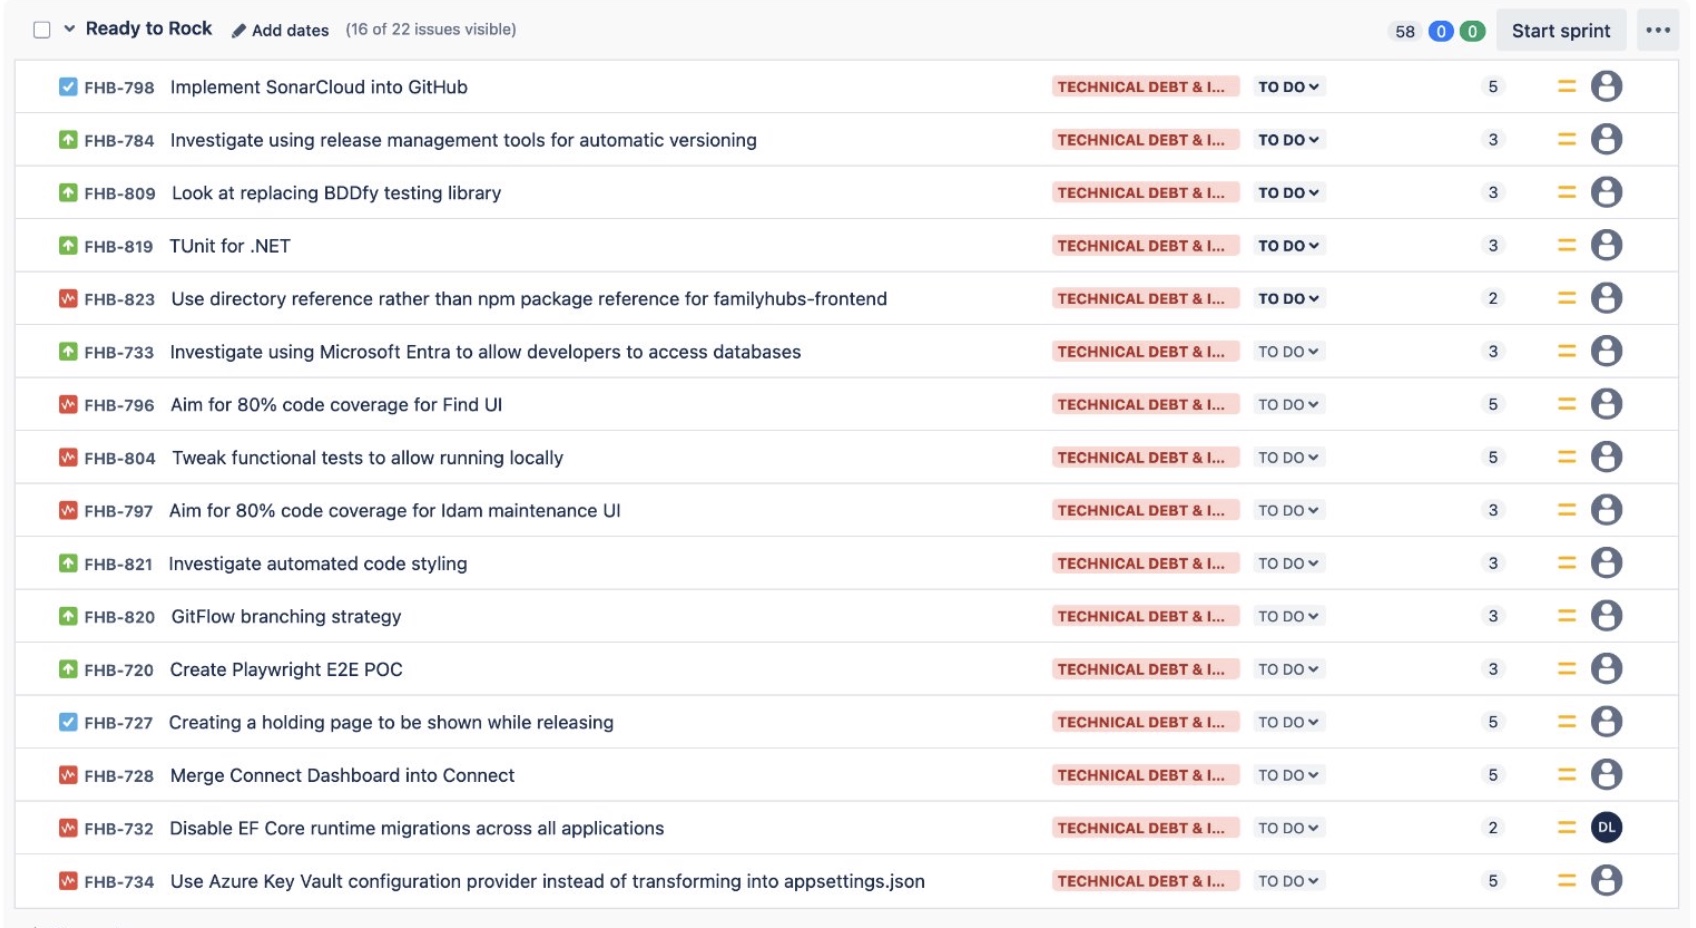 Ready to Rock Add dates (16 of 22 issues visible) 58 0 0 Start sprint
FHB-798 Implement SonarCloud into GitHub TECHNICAL DEBT & I... TO DO 5
FHB-784 Investigate using release management tools for automatic versioning TECHNICAL DEBT & I... TO DO 3
FHB-809 Look at replacing BDDfy testing library TECHNICAL DEBT & I... TO DO 3
FHB-819 TUnit for .NET TECHNICAL DEBT & I... TO DO 3
FHB-823 Use directory reference rather than npm package reference for familyhubs-frontend TECHNICAL DEBT & I... TO DO 2
FHB-733 Investigate using Microsoft Entra to allow developers to access databases TECHNICAL DEBT & I... TO DO 3
FHB-796 Aim for 80% code coverage for Find UI TECHNICAL DEBT & I... TO DO 5
FHB-804 Tweak functional tests to allow running locally TECHNICAL DEBT & I... TO DO 5
FHB-797 Aim for 80% code coverage for Idam maintenance UI TECHNICAL DEBT & I... TO DO 3
FHB-821 Investigate automated code styling TECHNICAL DEBT & I... TO DO 3
FHB-820 GitFlow branching strategy TECHNICAL DEBT & I... TO DO 3
FHB-720 Create Playwright E2E POC TECHNICAL DEBT & I... TO DO 3
FHB-727 Creating a holding page to be shown while releasing TECHNICAL DEBT & I... TO DO 5
FHB-728 Merge Connect Dashboard into Connect TECHNICAL DEBT & I... TO DO 5
FHB-732 Disable EF Core runtime migrations across all applications TECHNICAL DEBT & I... TO DO 2 DL
FHB-734 Use Azure Key Vault configuration provider instead of transforming into appsettings.json TECHNICAL DEBT & I... TO DO 5